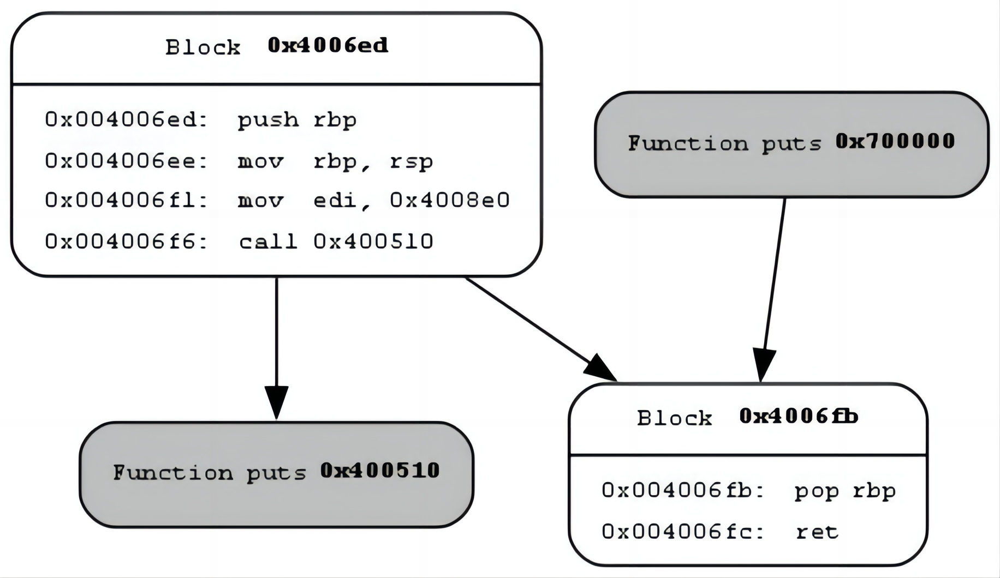 Block 0x4006ed
0x004006ed: push rbp
0x004006ee: mov rbp, rsp
0x004006f1: mov edi, 0x4008e0
0x004006f6: call 0x400510
Function puts 0x700000
Function puts 0x400510
Block 0x4006fb
0x004006fb: pop rbp
0x004006fc: ret